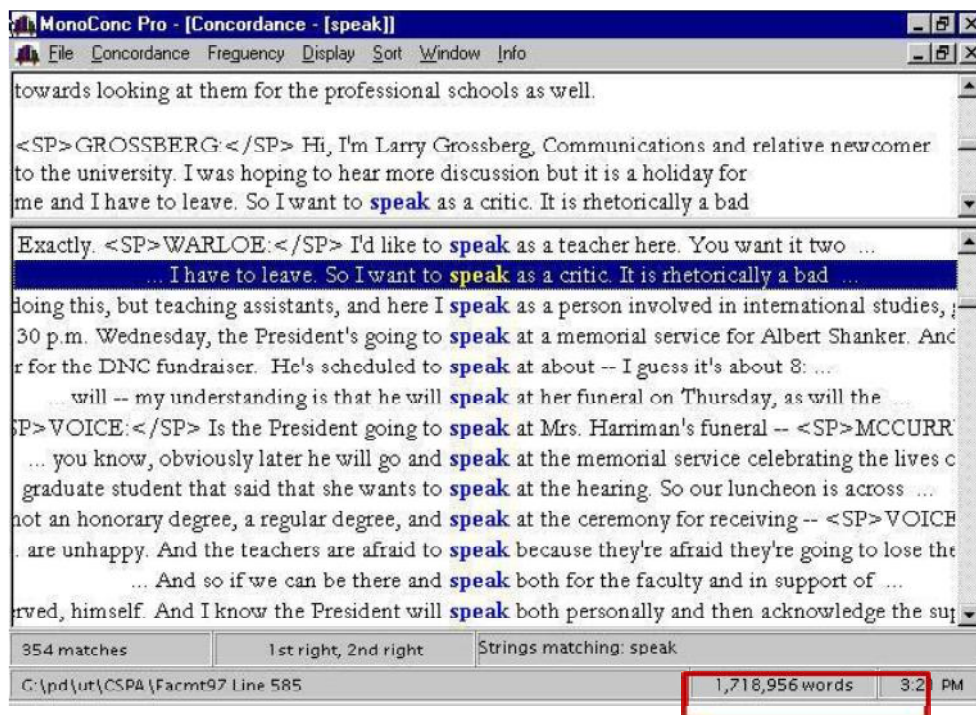 MonoConc Pro - [Concordance - [speak]]
File Concordance Frequency Display Sort Window Info
towards looking at them for the professional schools as well.
<SP>GROSSBERG:</SP> Hi, I'm Larry Grossberg, Communications and relative newcomer
to the university. I was hoping to hear more discussion but it is a holiday for
me and I have to leave. So I want to speak as a critic. It is rhetorically a bad
Exactly. <SP>WARLOE:</SP> I'd like to speak as a teacher here. You want it two ...
... I have to leave. So I want to speak as a critic. It is rhetorically a bad ...
doing this, but teaching assistants, and here I speak as a person involved in international studies,
30 p.m. Wednesday, the President's going to speak at a memorial service for Albert Shanker. And
r for the DNC fundraiser. He's scheduled to speak at about -- I guess it's about 8: ...
... will -- my understanding is that he will speak at her funeral on Thursday, as will the ...
SP>VOICE:</SP> Is the President going to speak at Mrs. Harriman's funeral -- <SP>MCCURR
... you know, obviously later he will go and speak at the memorial service celebrating the lives c
graduate student that said that she wants to speak at the hearing. So our luncheon is across ...
not an honorary degree, a regular degree, and speak at the ceremony for receiving -- <SP>VOICE
. are unhappy. And the teachers are afraid to speak because they're afraid they're going to lose the
... And so if we can be there and speak both for the faculty and in support of ...
rved, himself. And I know the President will speak both personally and then acknowledge the sup
354 matches 1st right, 2nd right Strings matching: speak
G:\pd\ut\CSPA\Facmt97 Line 585 1,718,956 words 3:21 PM